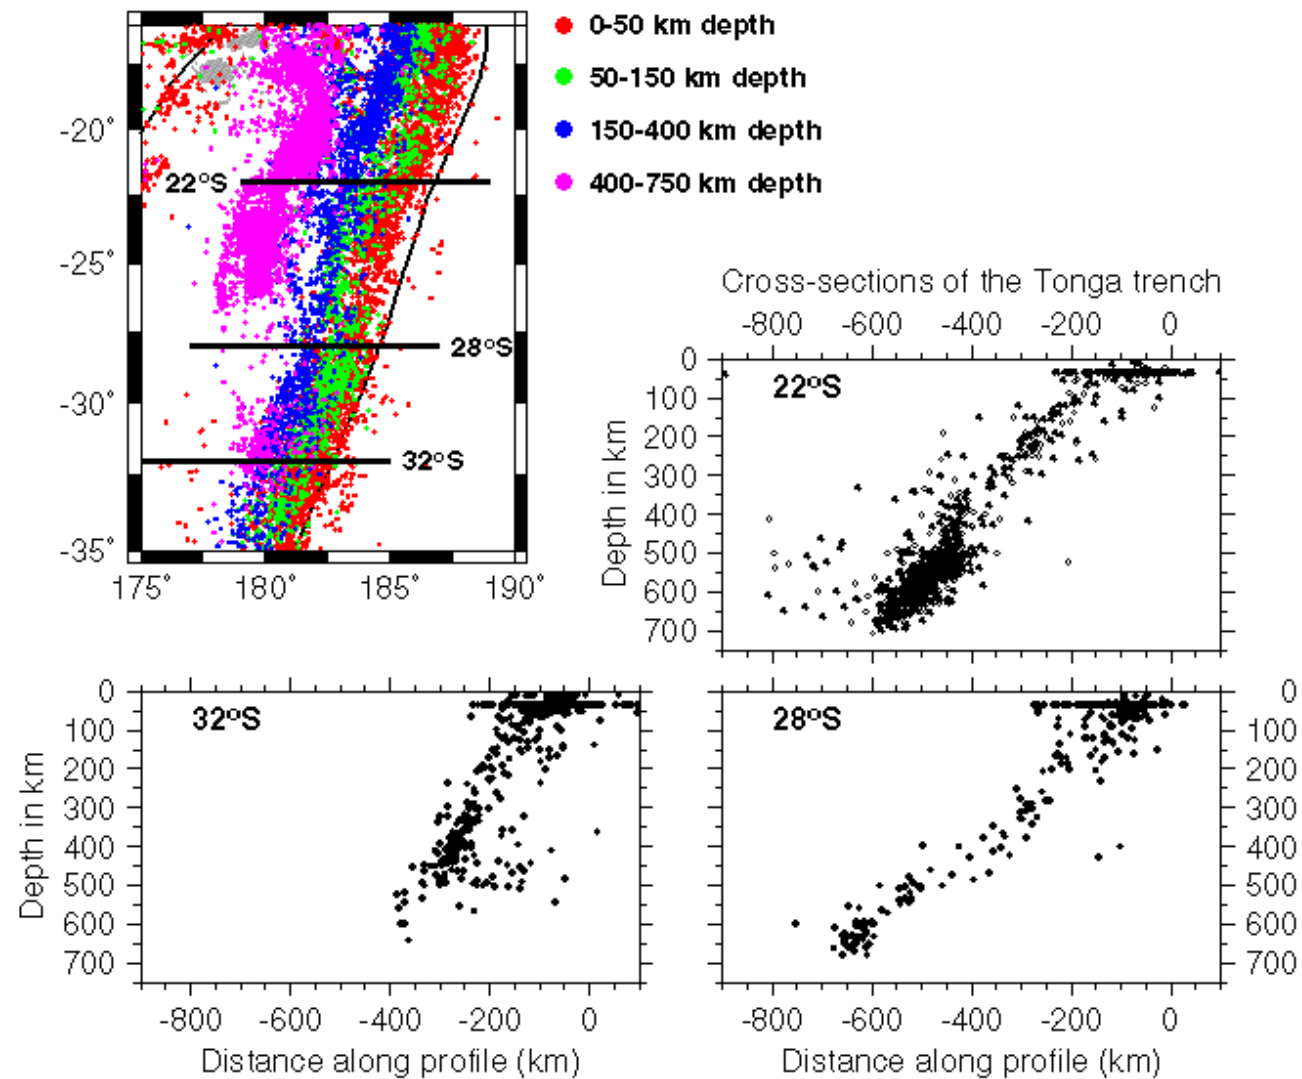 0-50 km depth
50-150 km depth
150-400 km depth
400-750 km depth
-20°
-25°
-30°
-35°
175° 180° 185° 190°
22°S
28°S
32°S
Cross-sections of the Tonga trench
-800 -600 -400 -200 0
0
100
200
300
400
500
600
700
Depth in km
22°S
0
100
200
300
400
500
600
700
Depth in km
32°S
-800 -600 -400 -200 0
Distance along profile (km)
28°S
0
100
200
300
400
500
600
700
-800 -600 -400 -200 0
Distance along profile (km)